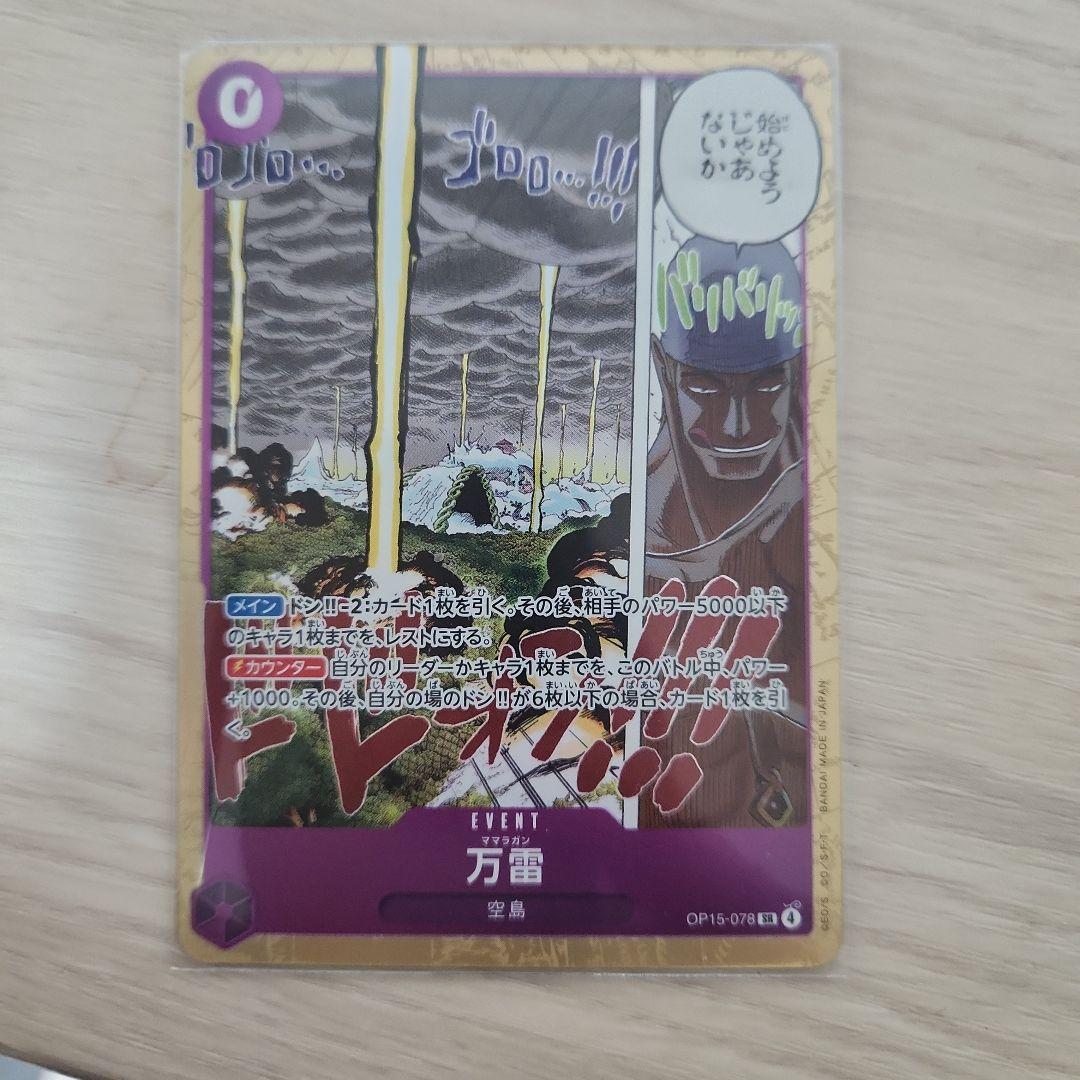 0
ゴロゴロ…
ゴロロロ…!!!
始めよう
じゃあ
ないか
バリバリッ
メイン ドン!!-2:カード1枚を引く。その後、相手のパワー5000以下
のキャラ1枚までを、レストにする。
カウンター 自分のリーダーかキャラ1枚までを、このバトル中、パワー
+1000。その後、自分の場のドン!!が6枚以下の場合、カード1枚を引
く。
EVENT
ママラガン
万雷
空島
OP15-078 SR 4
©E.O/S. ©O/S.F.T. BANDAI MADE IN JAPAN